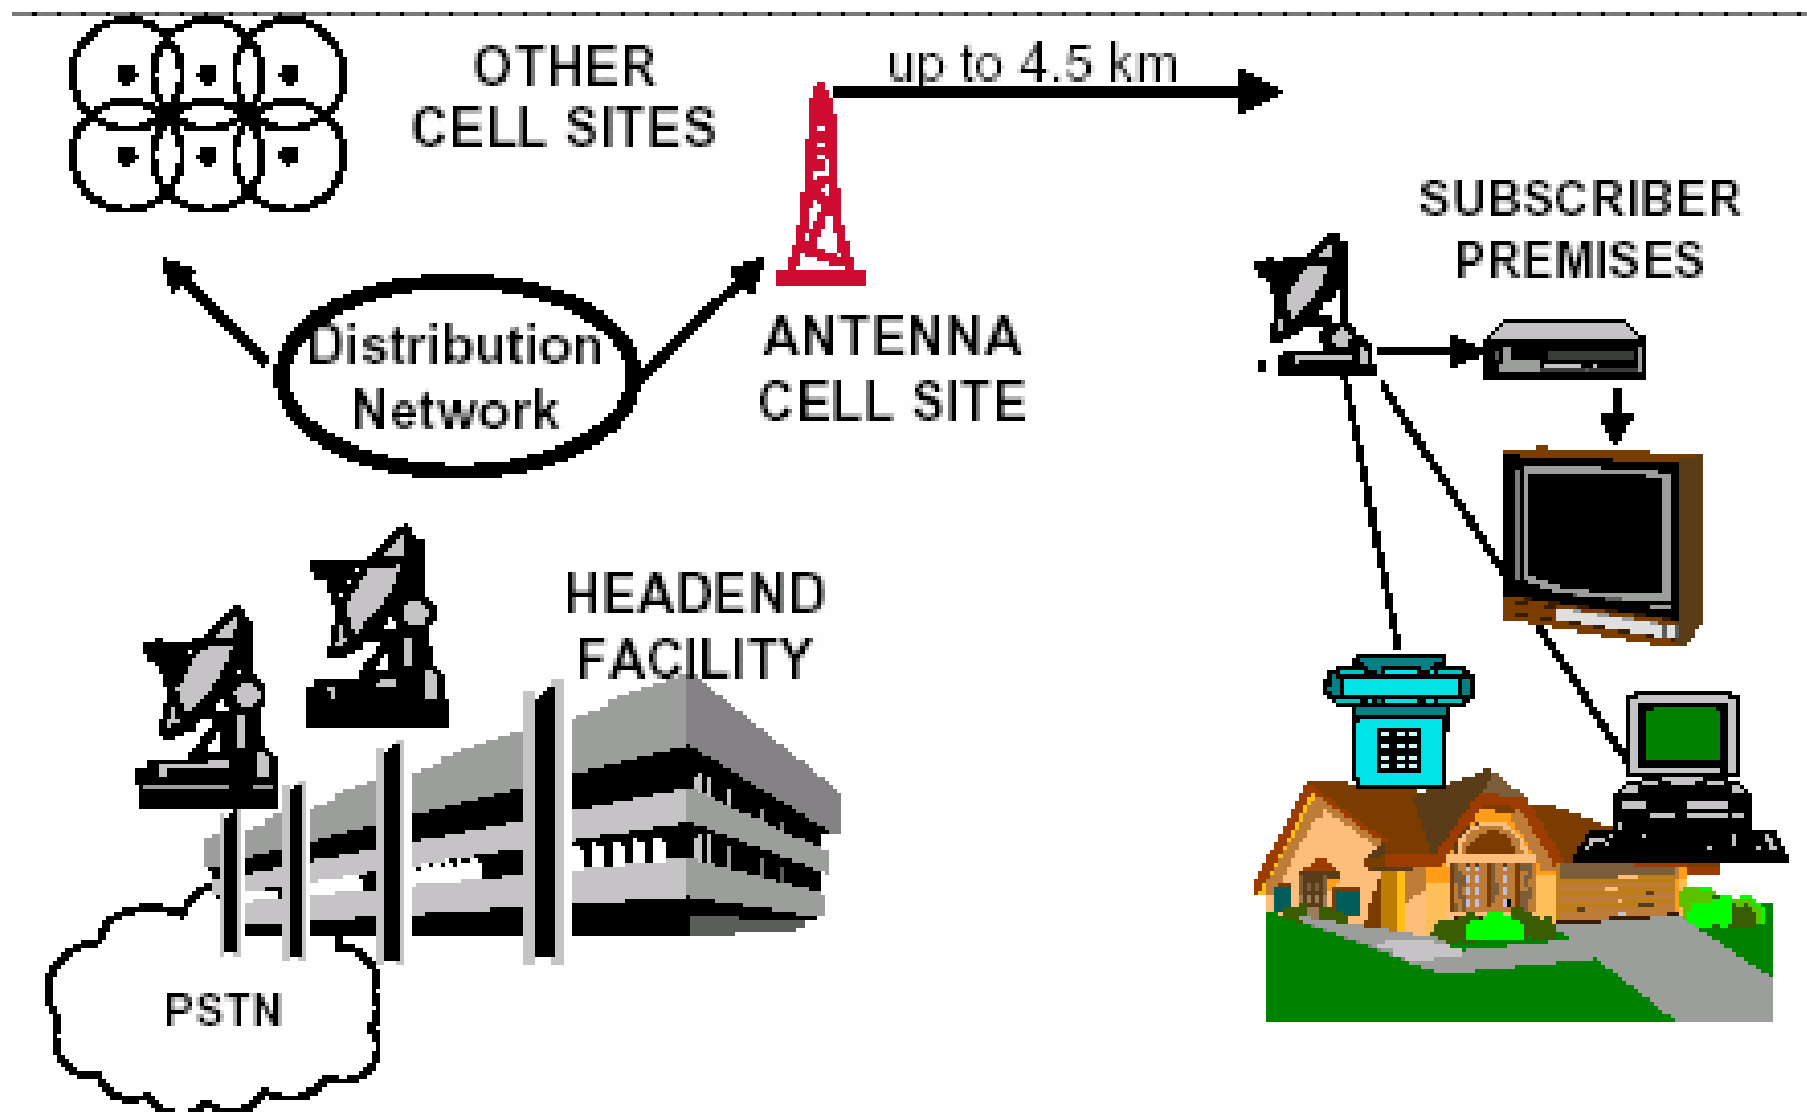 OTHER
CELL SITES
up to 4.5 km
SUBSCRIBER
PREMISES
Distribution
Network
ANTENNA
CELL SITE
HEADEND
FACILITY
PSTN